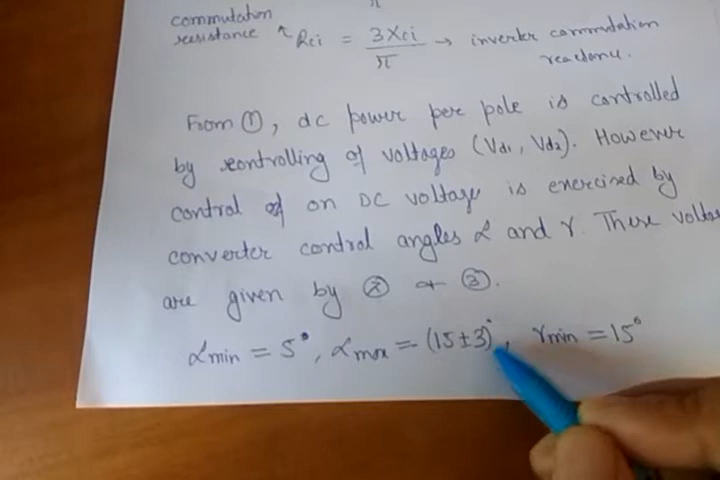 commutation
resistance ↖ Rci = 3Xci / π → inverter commutation
reactance.
From ①, dc power per pole is controlled
by controlling of voltages (Vd1, Vd2). However
control of on DC voltage is exercised by
converter control angles α and γ. These voltag
are given by ② & ③.
αmin = 5°, αmax = (15±3)°, γmin = 15°